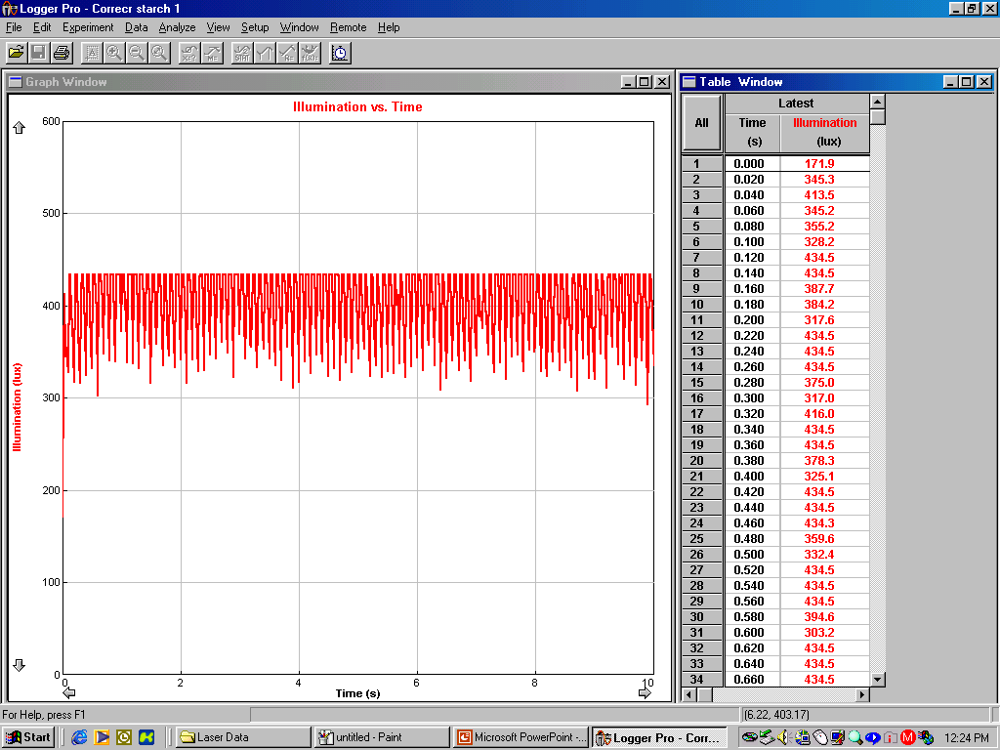 Logger Pro - Correcr starch 1
File Edit Experiment Data Analyze View Setup Window Remote Help
Graph Window
Illumination vs. Time
600
500
400
300
200
100
0
Illumination (lux)
0 2 4 6 8 10
Time (s)
Table Window
All
Latest
Time Illumination
(s) (lux)
1 0.000 171.9
2 0.020 345.3
3 0.040 413.5
4 0.060 345.2
5 0.080 355.2
6 0.100 328.2
7 0.120 434.5
8 0.140 434.5
9 0.160 387.7
10 0.180 384.2
11 0.200 317.6
12 0.220 434.5
13 0.240 434.5
14 0.260 434.5
15 0.280 375.0
16 0.300 317.0
17 0.320 416.0
18 0.340 434.5
19 0.360 434.5
20 0.380 378.3
21 0.400 325.1
22 0.420 434.5
23 0.440 434.5
24 0.460 434.3
25 0.480 359.6
26 0.500 332.4
27 0.520 434.5
28 0.540 434.5
29 0.560 434.5
30 0.580 394.6
31 0.600 303.2
32 0.620 434.5
33 0.640 434.5
34 0.660 434.5
For Help, press F1
(6.22, 403.17)
Start
Laser Data
untitled - Paint
Microsoft PowerPoint -...
Logger Pro - Corr...
12:24 PM